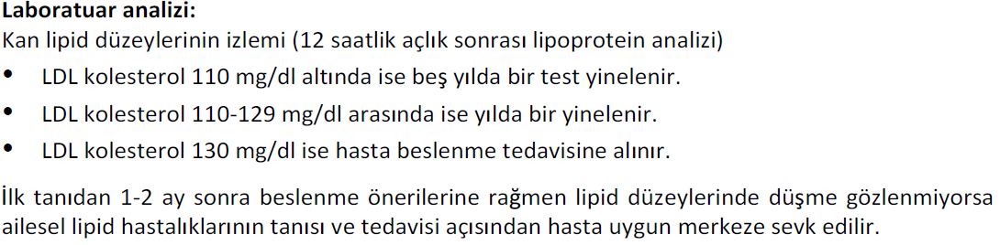 Laboratuar analizi:
Kan lipid düzeylerinin izlemi (12 saatlik açlık sonrası lipoprotein analizi)
• LDL kolesterol 110 mg/dl altında ise beş yılda bir test yinelenir.
• LDL kolesterol 110-129 mg/dl arasında ise yılda bir yinelenir.
• LDL kolesterol 130 mg/dl ise hasta beslenme tedavisine alınır.
İlk tanıdan 1-2 ay sonra beslenme önerilerine rağmen lipid düzeylerinde düşme gözlenmiyorsa
ailesel lipid hastalıklarının tanısı ve tedavisi açısından hasta uygun merkeze sevk edilir.